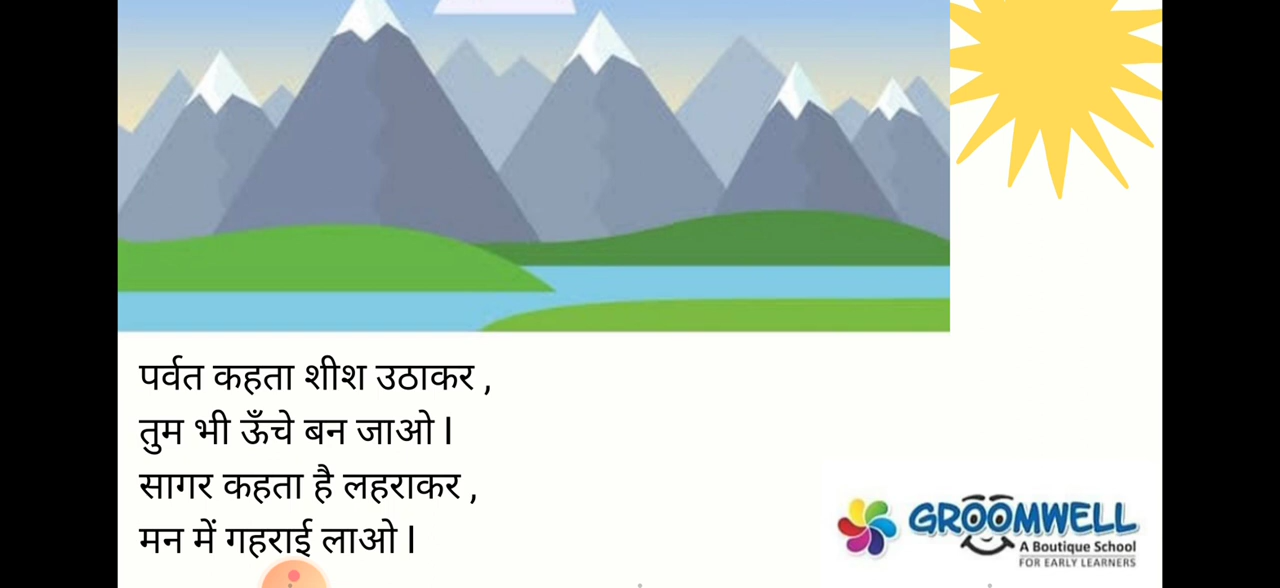 पर्वत कहता शीश उठाकर ,
तुम भी ऊँचे बन जाओ l
सागर कहता है लहराकर ,
मन में गहराई लाओ l
GROOMWELL
A Boutique School
FOR EARLY LEARNERS